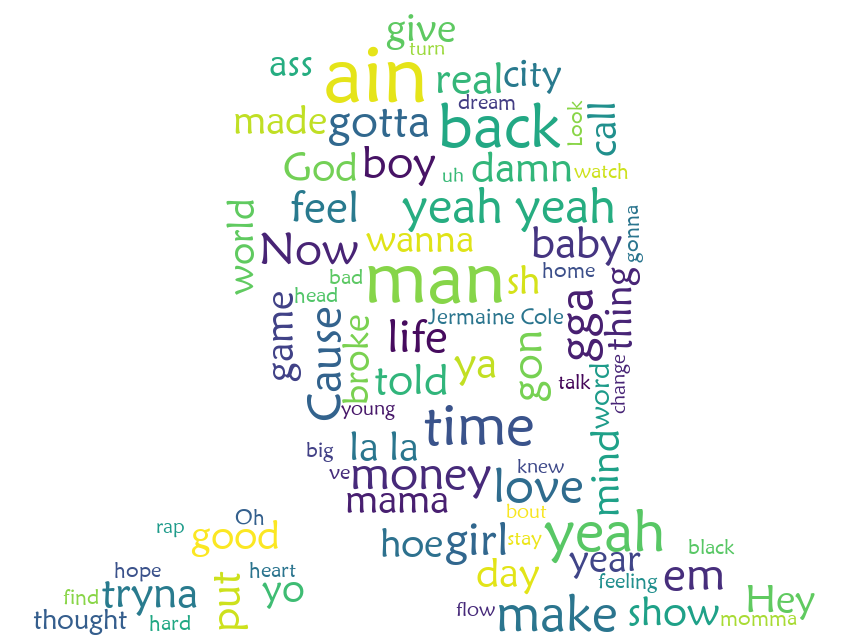 give
turn
ass
ain
real
city
dream
made
gotta
back
Look
call
God
boy
uh
damn
watch
world
feel
yeah yeah
gonna
Now
wanna
baby
bad
man
sh
home
head
game
Cause
broke
life
Jermaine Cole
gon
gga
thing
told
ya
talk
change
word
young
time
big
la la
mind
ve
money
knew
love
mama
bout
rap
Oh
good
hoe
girl
stay
yeah
black
hope
heart
day
year
feeling
em
find
tryna
put
yo
Hey
thought
hard
flow
make
show
momma